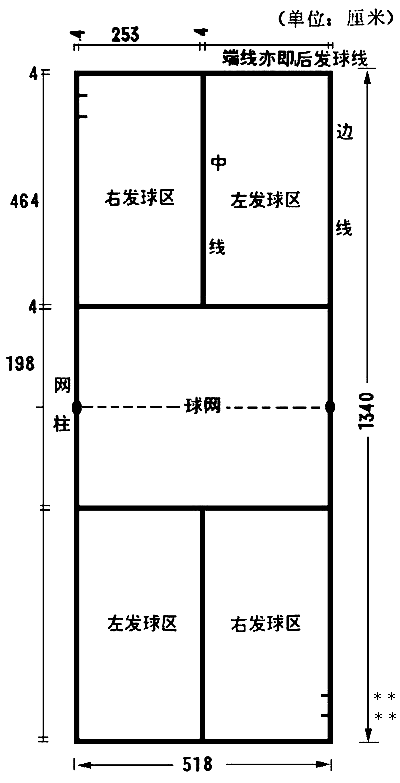 (单位：厘米)
4 253 4
端线亦即后发球线
4
边线
中线
464
右发球区 左发球区
4
198
网柱
球网
1340
左发球区 右发球区
**
**
518